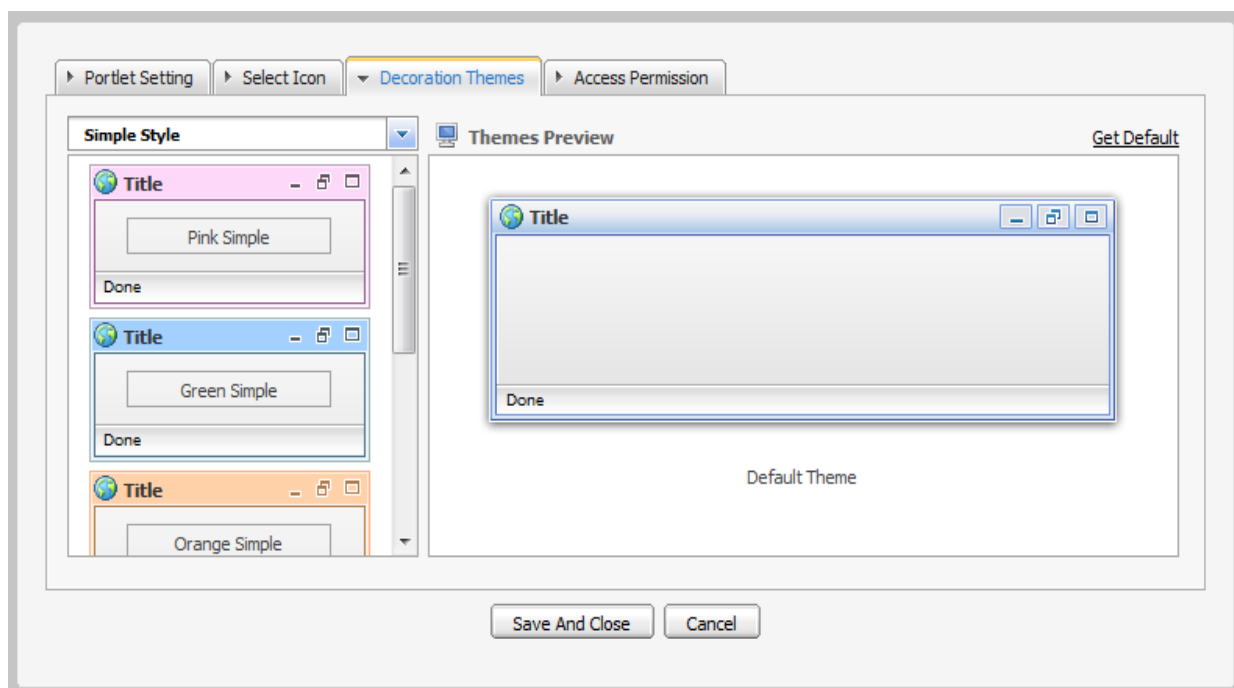 Portlet Setting Select Icon Decoration Themes Access Permission
Simple Style
Themes Preview
Get Default
Title
Pink Simple
Done
Title
Green Simple
Done
Title
Orange Simple
Title
Done
Default Theme
Save And Close Cancel